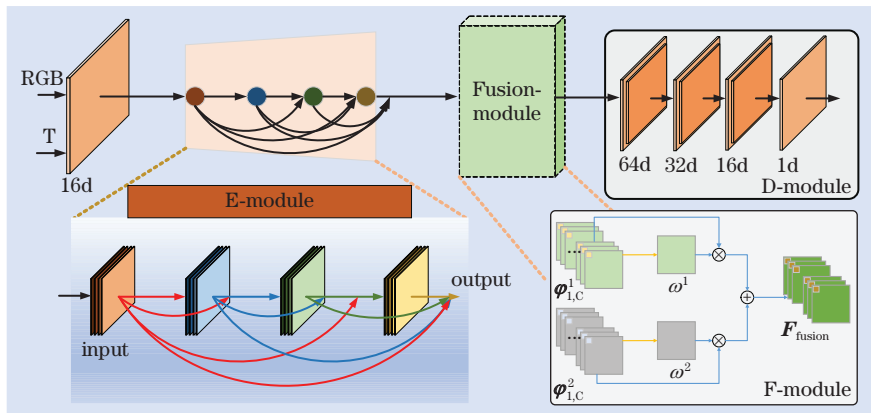 RGB
T
16d
Fusion-
module
64d
32d
16d
1d
D-module
E-module
input
output
φ¹₁,C
ω¹
φ²₁,C
ω²
F fusion
F-module